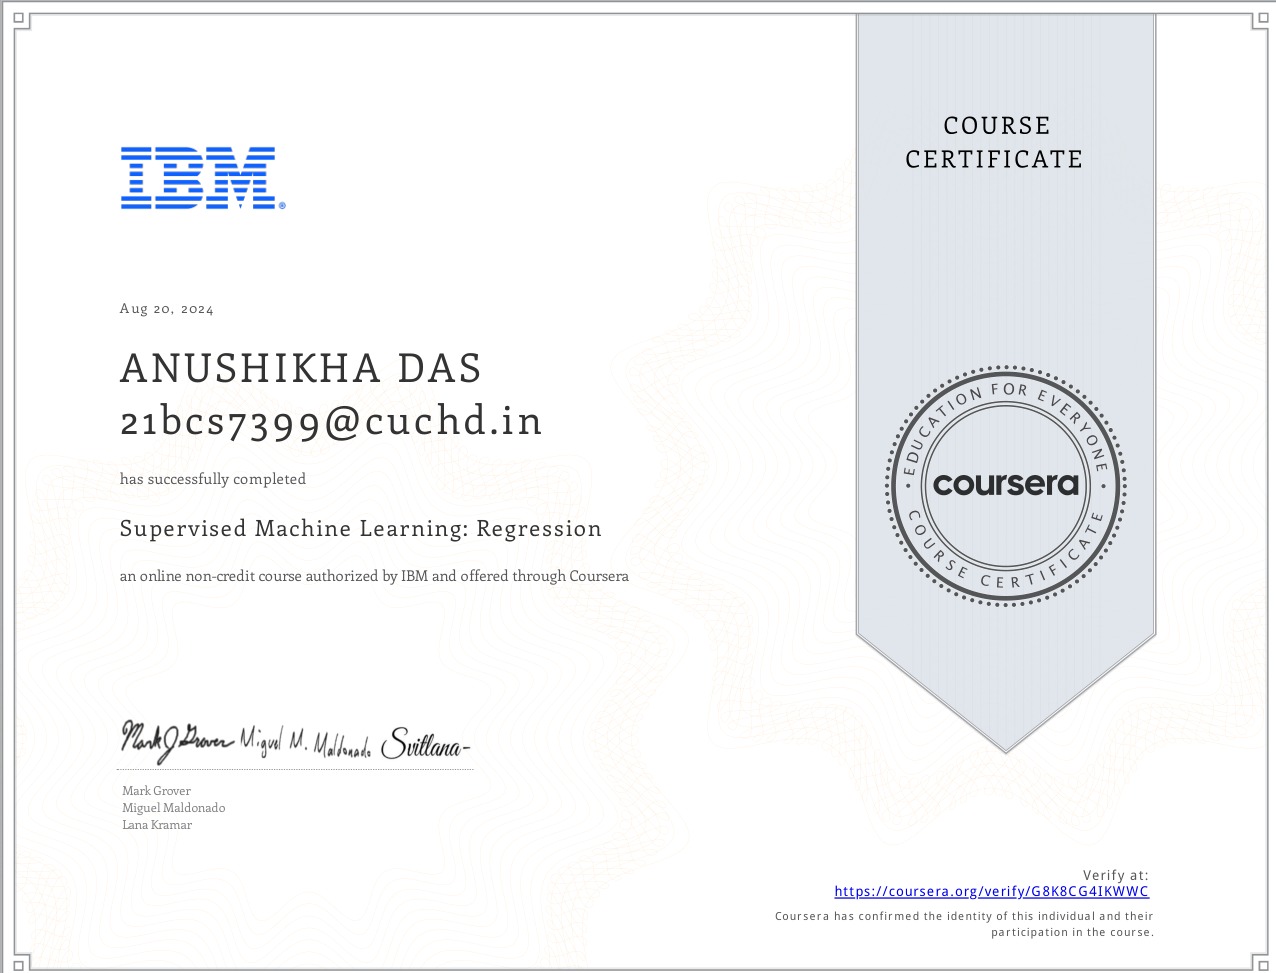 COURSE
CERTIFICATE
IBM®
Aug 20, 2024
ANUSHIKHA DAS
21bcs7399@cuchd.in
has successfully completed
Supervised Machine Learning: Regression
an online non-credit course authorized by IBM and offered through Coursera
EDUCATION FOR EVERYONE
coursera
COURSE CERTIFICATE
Mark J Grover Miguel M. Maldonado Svitlana-
Mark Grover
Miguel Maldonado
Lana Kramar
Verify at:
https://coursera.org/verify/G8K8CG4IKWWC
Coursera has confirmed the identity of this individual and their
participation in the course.